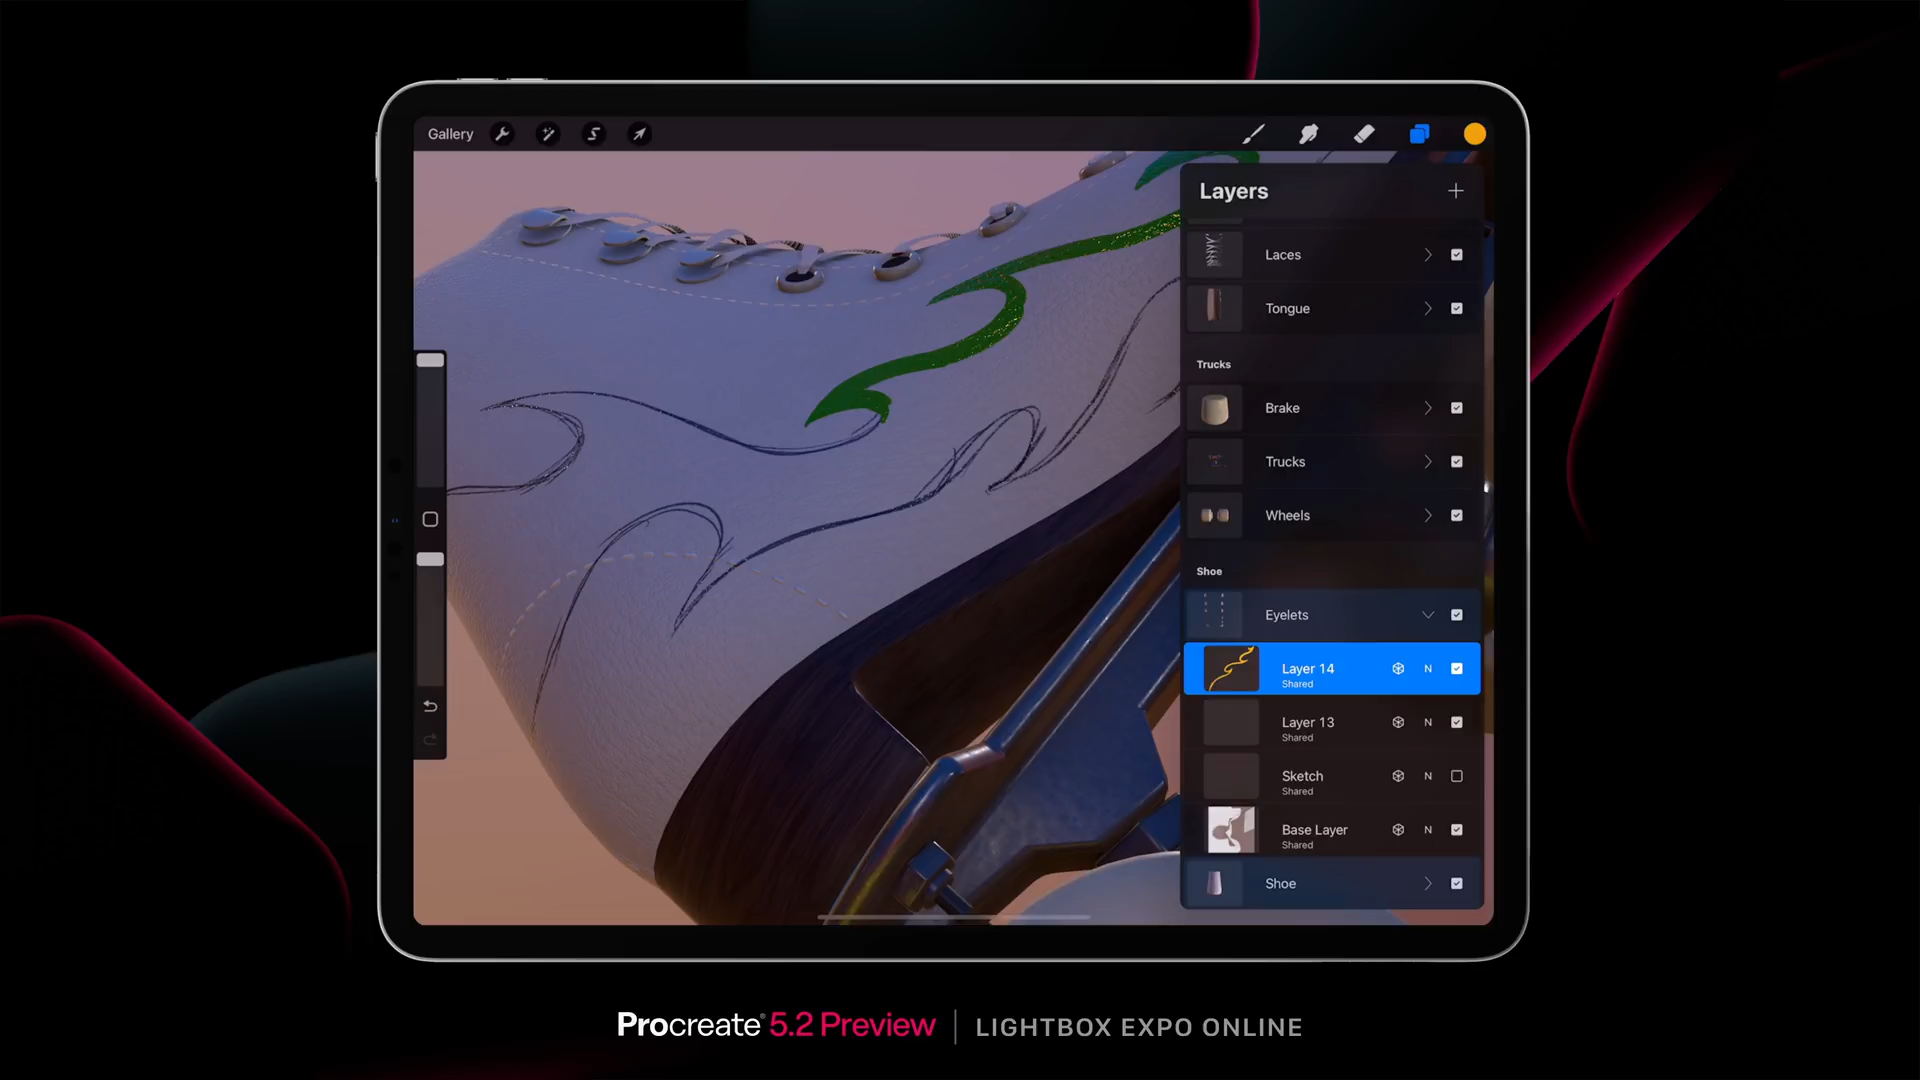 Gallery
Layers
Laces
Tongue
Trucks
Brake
Trucks
Wheels
Shoe
Eyelets
Layer 14 N
Shared
Layer 13 N
Shared
Sketch N
Shared
Base Layer N
Shared
Shoe
Procreate® 5.2 Preview | LIGHTBOX EXPO ONLINE